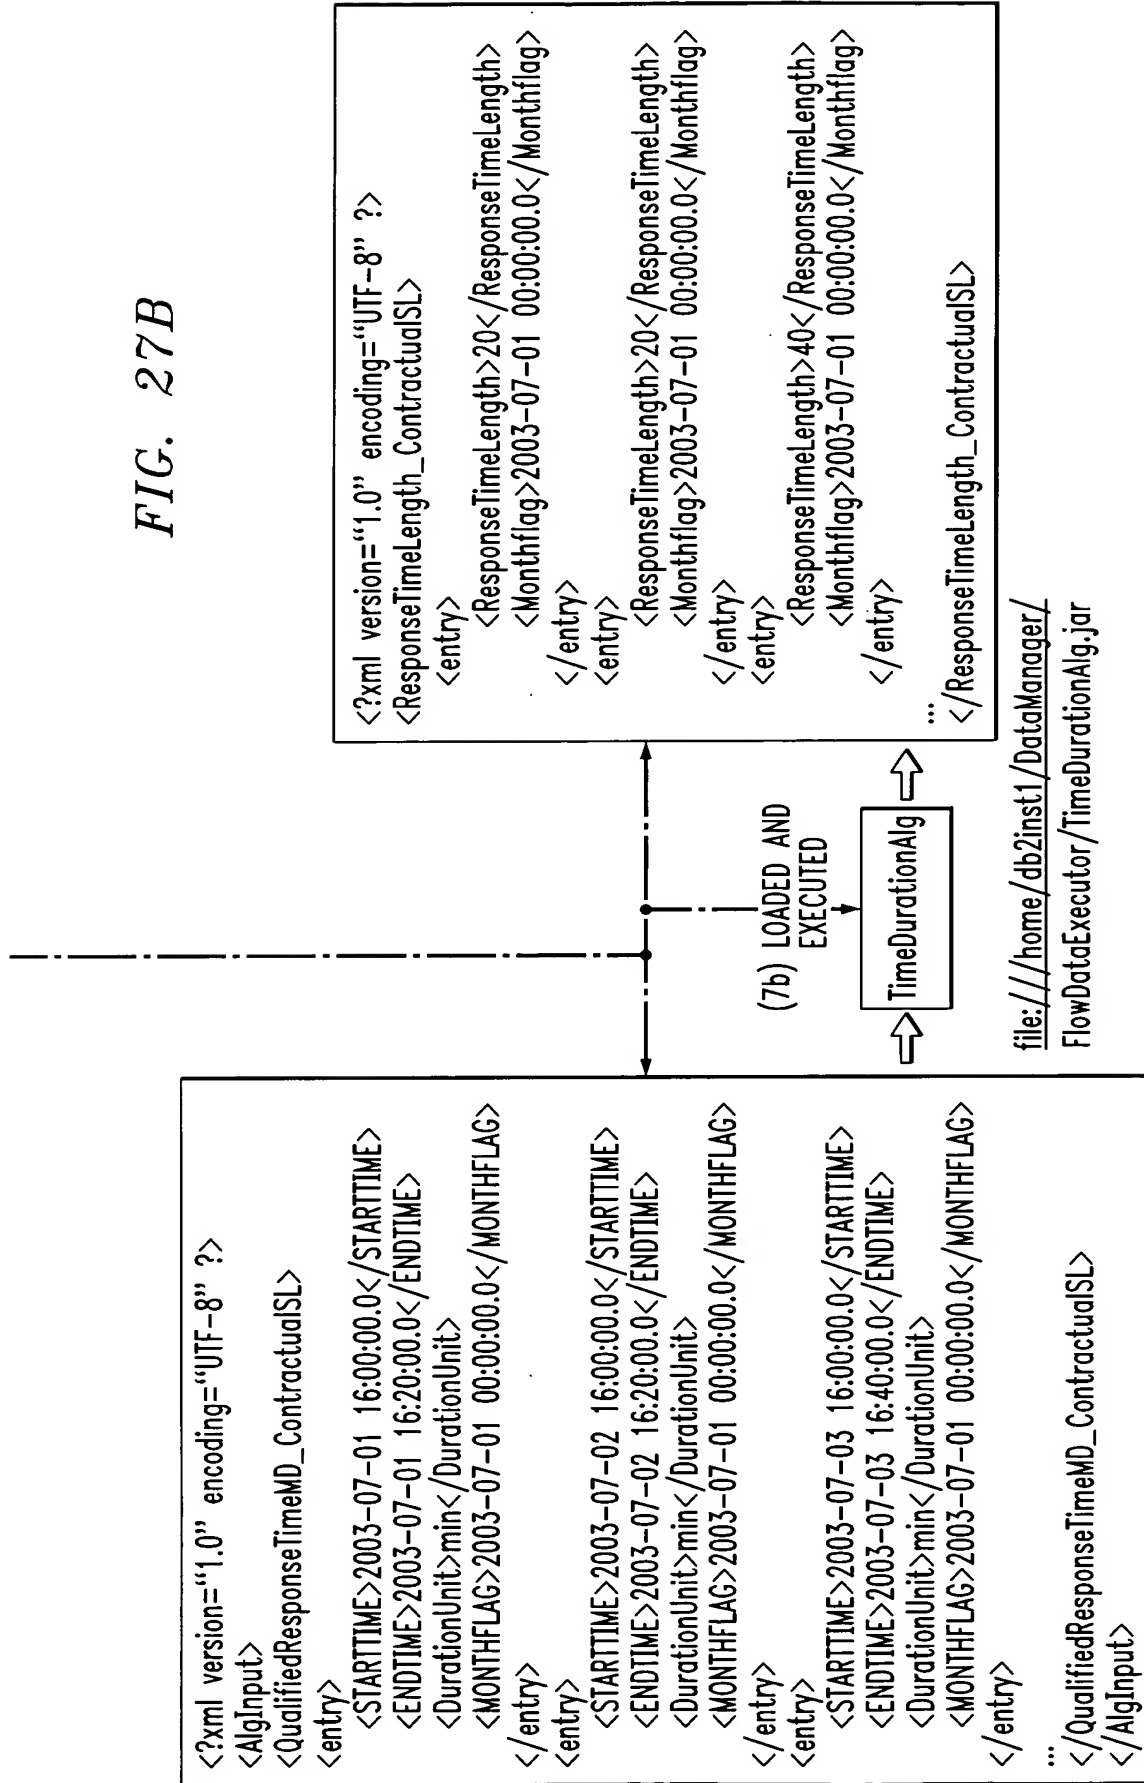 FIG. 27B
<?xml version="1.0" encoding="UTF-8" ?>
<AlgInput>
<QualifiedResponseTimeMD_ContractualSL>
<entry>
<STARTTIME>2003-07-01 16:00:00.0</STARTTIME>
<ENDTIME>2003-07-01 16:20:00.0</ENDTIME>
<DurationUnit>min</DurationUnit>
<MONTHFLAG>2003-07-01 00:00:00.0</MONTHFLAG>
</entry>
<entry>
<STARTTIME>2003-07-02 16:00:00.0</STARTTIME>
<ENDTIME>2003-07-02 16:20:00.0</ENDTIME>
<DurationUnit>min</DurationUnit>
<MONTHFLAG>2003-07-01 00:00:00.0</MONTHFLAG>
</entry>
<entry>
<STARTTIME>2003-07-03 16:00:00.0</STARTTIME>
<ENDTIME>2003-07-03 16:40:00.0</ENDTIME>
<DurationUnit>min</DurationUnit>
<MONTHFLAG>2003-07-01 00:00:00.0</MONTHFLAG>
</entry>
...
</QualifiedResponseTimeMD_ContractualSL>
</AlgInput>
(7b) LOADED AND
EXECUTED
TimeDurationAlg
file:////home/db2inst1/DataManager/
FlowDataExecutor/TimeDurationAlg.jar
<?xml version="1.0" encoding="UTF-8" ?>
<ResponseTimeLength_ContractualSL>
<entry>
<ResponseTimeLength>20</ResponseTimeLength>
<Monthflag>2003-07-01 00:00:00.0</Monthflag>
</entry>
<entry>
<ResponseTimeLength>20</ResponseTimeLength>
<Monthflag>2003-07-01 00:00:00.0</Monthflag>
</entry>
<entry>
<ResponseTimeLength>40</ResponseTimeLength>
<Monthflag>2003-07-01 00:00:00.0</Monthflag>
</entry>
...
</ResponseTimeLength_ContractualSL>